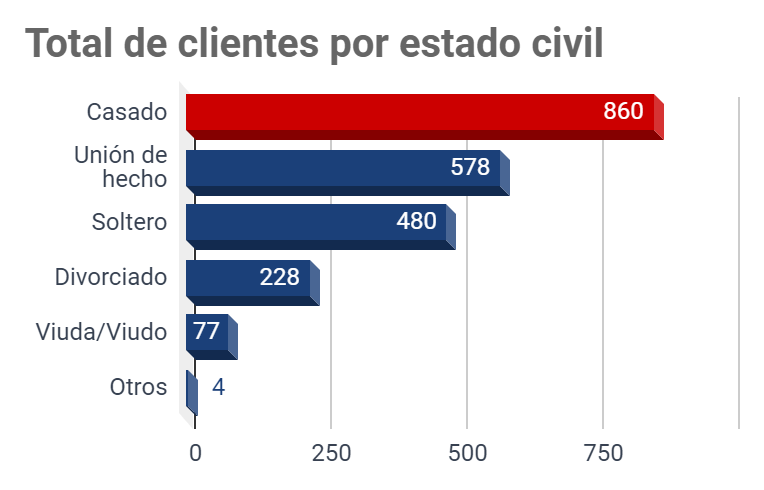 Total de clientes por estado civil
Casado
860
Unión de
hecho
578
Soltero
480
Divorciado
228
Viuda/Viudo
77
Otros
4
0
250
500
750